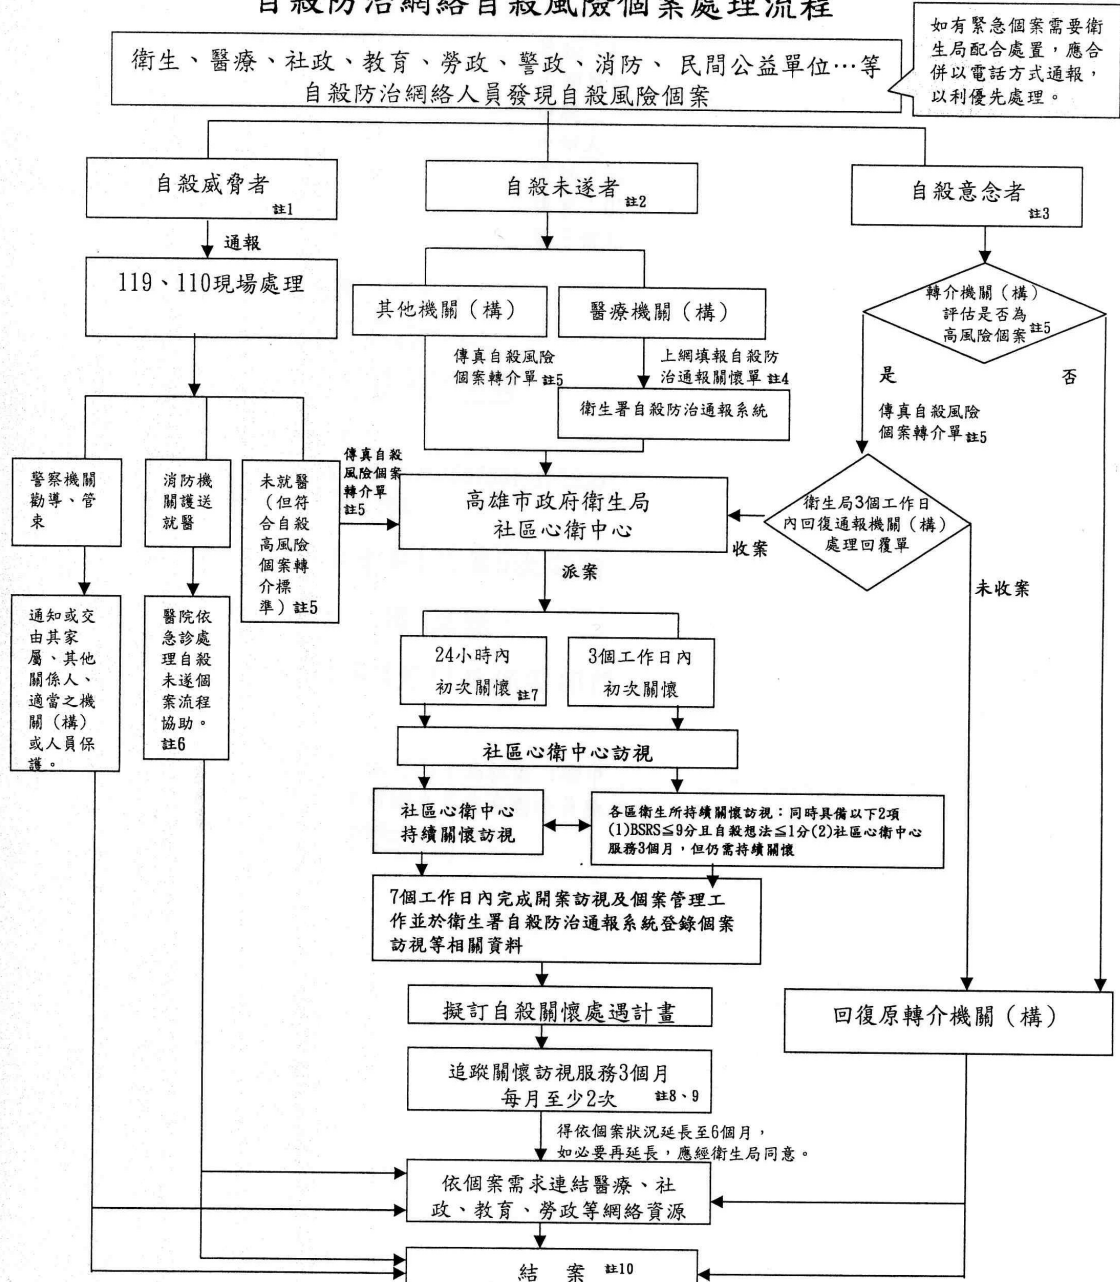 自殺防治網絡自殺風險個案處理流程
如有緊急個案需要衛
生局配合處置，應合
併以電話方式通報，
以利優先處理。
衛生、醫療、社政、教育、勞政、警政、消防、民間公益單位…等
自殺防治網絡人員發現自殺風險個案
自殺威脅者
註1
自殺未遂者
註2
自殺意念者
註3
通報
119、110現場處理
其他機關（構）
醫療機關（構）
轉介機關（構）
評估是否為
高風險個案註5
傳真自殺風險
個案轉介單註5
上網填報自殺防
治通報關懷單註4
衛生署自殺防治通報系統
是
否
傳真自殺風險
個案轉介單註5
警察機關
勸導、管
束
消防機
關護送
就醫
未就醫
（但符
合自殺
高風險
個案轉
介標
準）註5
傳真自殺
風險個案
轉介單
註5
高雄市政府衛生局
社區心衛中心
收案
衛生局3個工作日
內回復通報機關（構）
處理回覆單
未收案
派案
通知或交
由其家
屬、其他
關係人、
適當之機
關（構）
或人員保
護。
醫院依
急診處
理自殺
未遂個
案流程
協助。
註6
24小時內
初次關懷註7
3個工作日內
初次關懷
社區心衛中心訪視
社區心衛中心
持續關懷訪視
各區衛生所持續關懷訪視：同時具備以下2項
(1)BSRS≦9分且自殺想法≦1分(2)社區心衛中心
服務3個月，但仍需持續關懷
7個工作日內完成開案訪視及個案管理工
作並於衛生署自殺防治通報系統登錄個案
訪視等相關資料
擬訂自殺關懷處遇計畫
回復原轉介機關（構）
追蹤關懷訪視服務3個月
每月至少2次 註8、9
得依個案狀況延長至6個月，
如必要再延長，應經衛生局同意。
依個案需求連結醫療、社
政、教育、勞政等網絡資源
結 案 註10